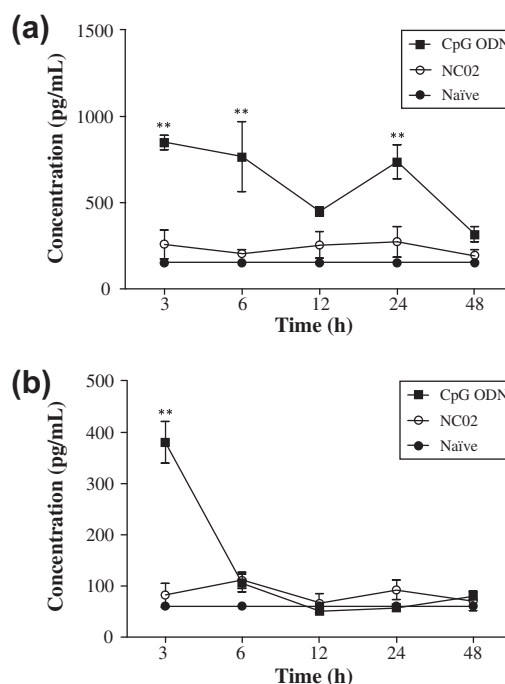 (a)
Concentration (pg/mL)
1500
1000
500
0
**
**
**
CpG ODN
NC02
Naïve
3 6 12 24 48
Time (h)
(b)
Concentration (pg/mL)
500
400
300
200
100
0
**
CpG ODN
NC02
Naïve
3 6 12 24 48
Time (h)